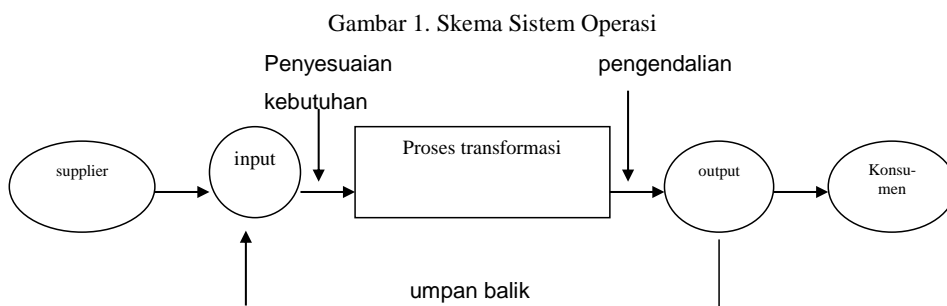 Gambar 1. Skema Sistem Operasi
Penyesuaian
kebutuhan
pengendalian
supplier
input
Proses transformasi
output
Konsu-
men
umpan balik